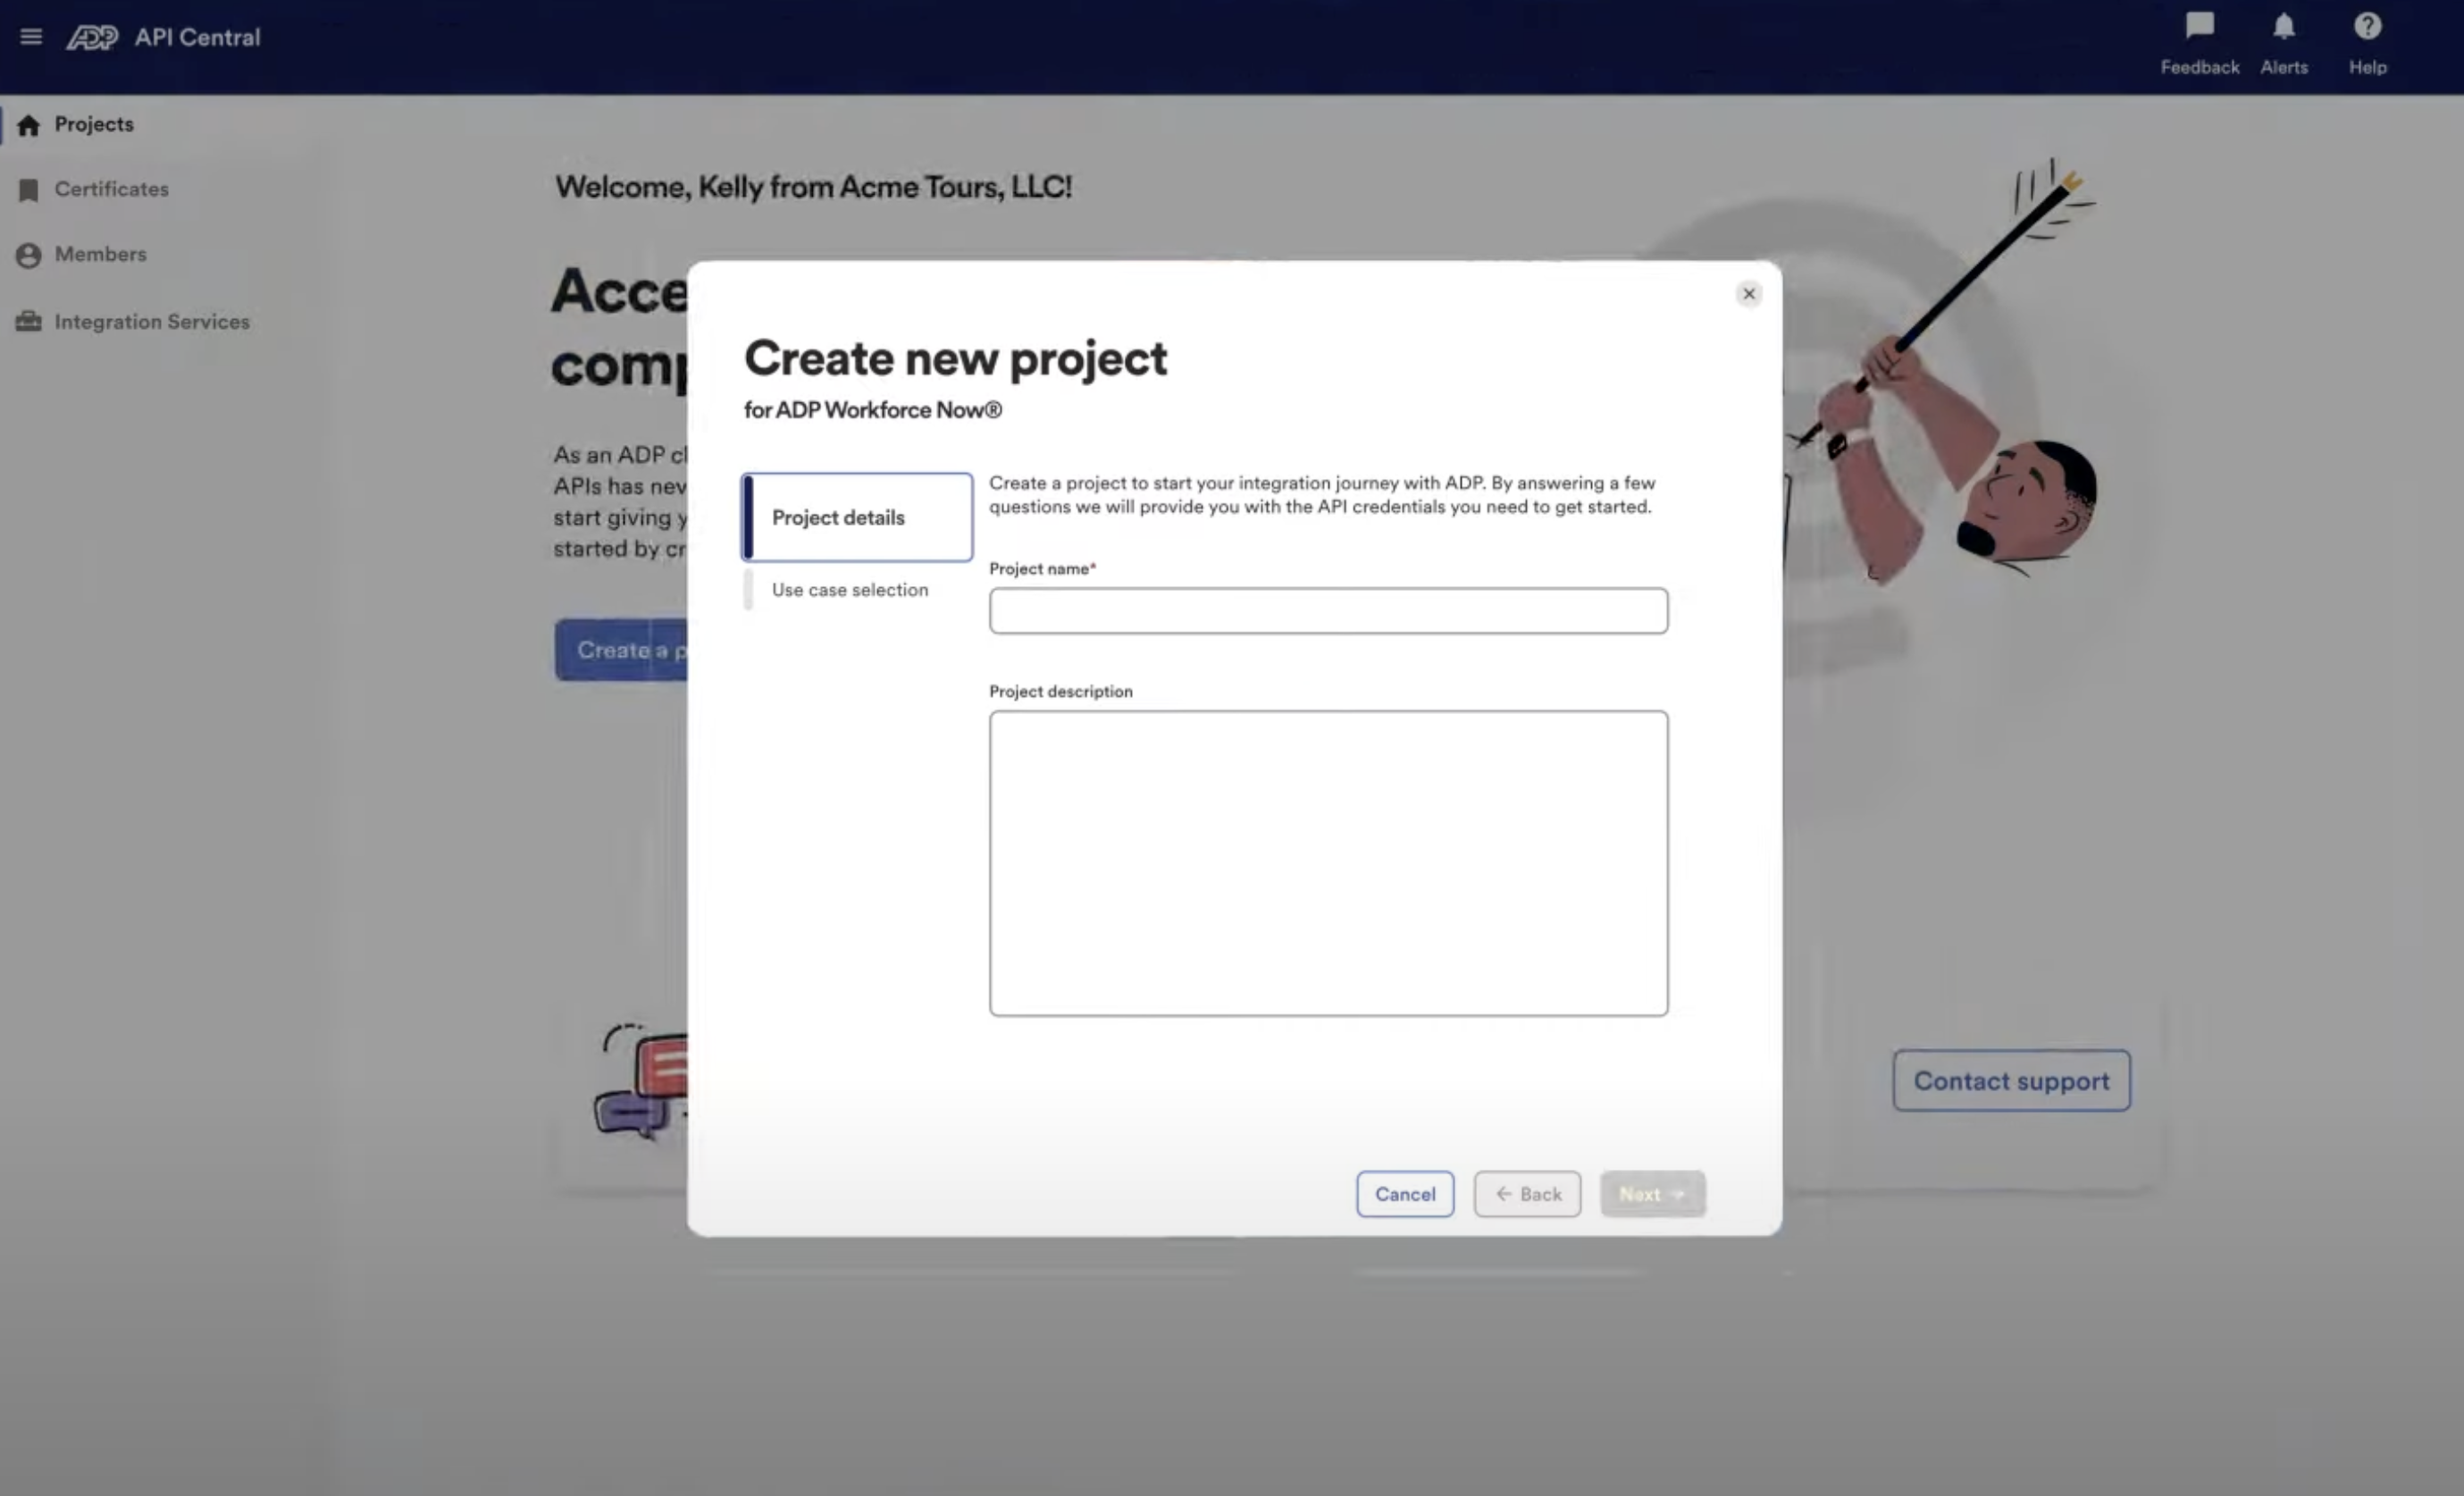 ADP API Central
Feedback
Alerts
Help
Projects
Certificates
Members
Integration Services
Welcome, Kelly from Acme Tours, LLC!
Acce
comp
As an ADP cl
APIs has nev
start giving y
started by cr
Create a p
Create new project
for ADP Workforce Now®
Project details
Use case selection
Create a project to start your integration journey with ADP. By answering a few
questions we will provide you with the API credentials you need to get started.
Project name*
Project description
Cancel
← Back
Next →
Contact support